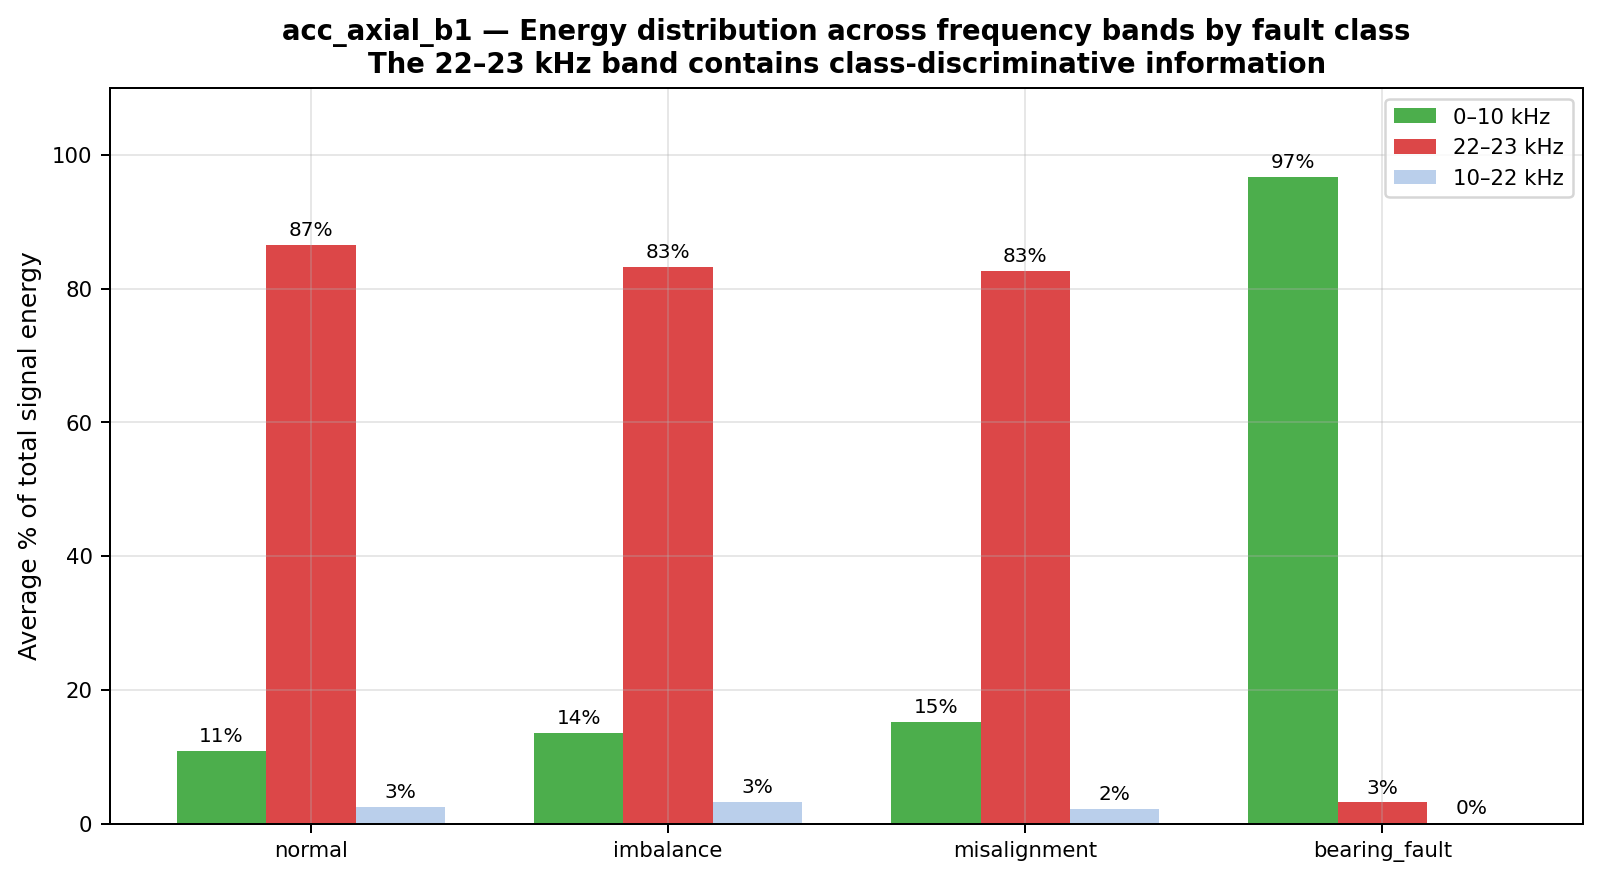 acc_axial_b1 — Energy distribution across frequency bands by fault class
The 22–23 kHz band contains class-discriminative information
Average % of total signal energy
100
80
60
40
20
0
0–10 kHz
22–23 kHz
10–22 kHz
11%
87%
3%
14%
83%
3%
15%
83%
2%
97%
3%
0%
normal
imbalance
misalignment
bearing_fault